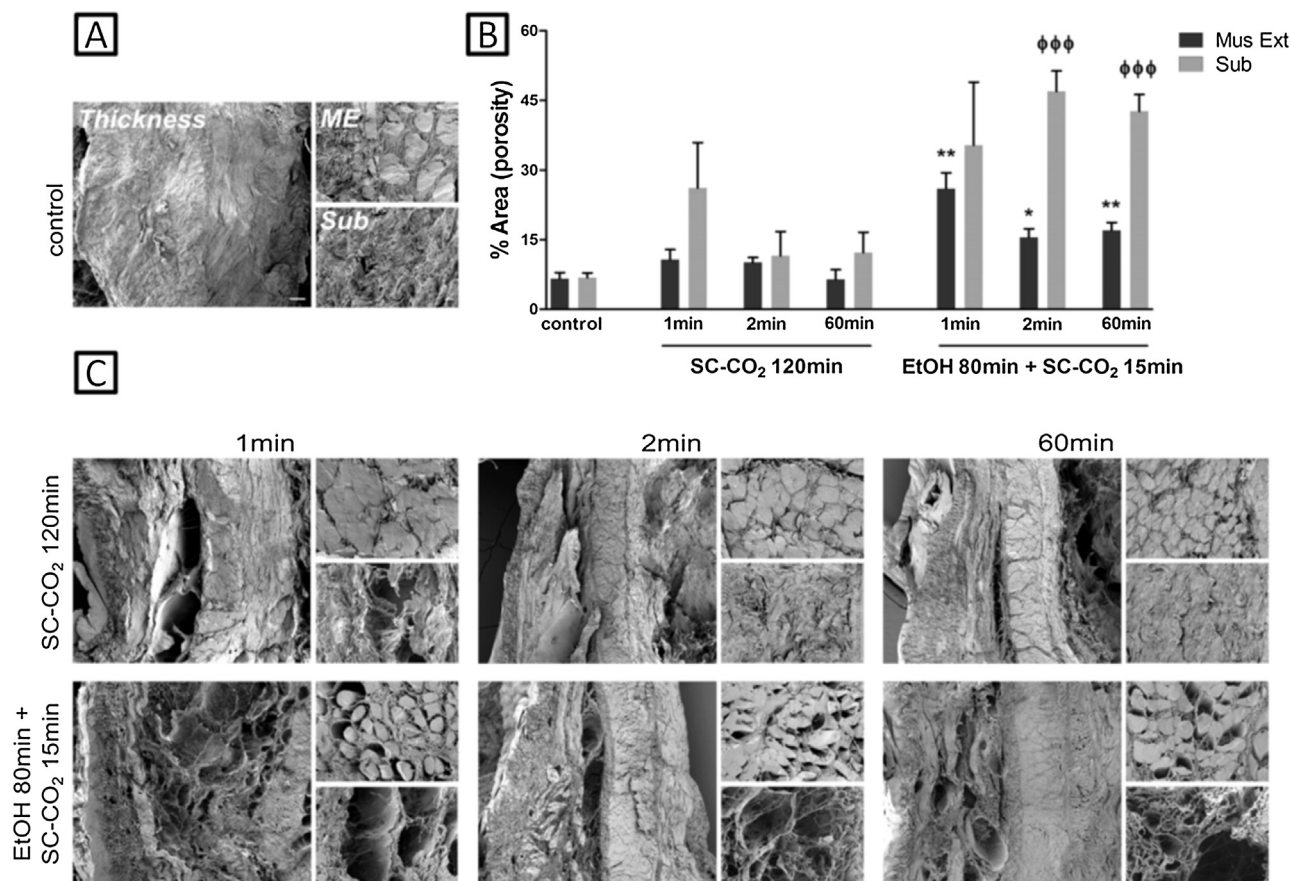 A
Thickness
ME
Sub
control
B
% Area (porosity)
60
45
30
15
0
Mus Ext
Sub
**
*
ϕϕϕ
**
ϕϕϕ
control
1min 2min 60min
1min 2min 60min
SC-CO₂ 120min
EtOH 80min + SC-CO₂ 15min
C
1min 2min 60min
SC-CO₂ 120min
EtOH 80min +
SC-CO₂ 15min